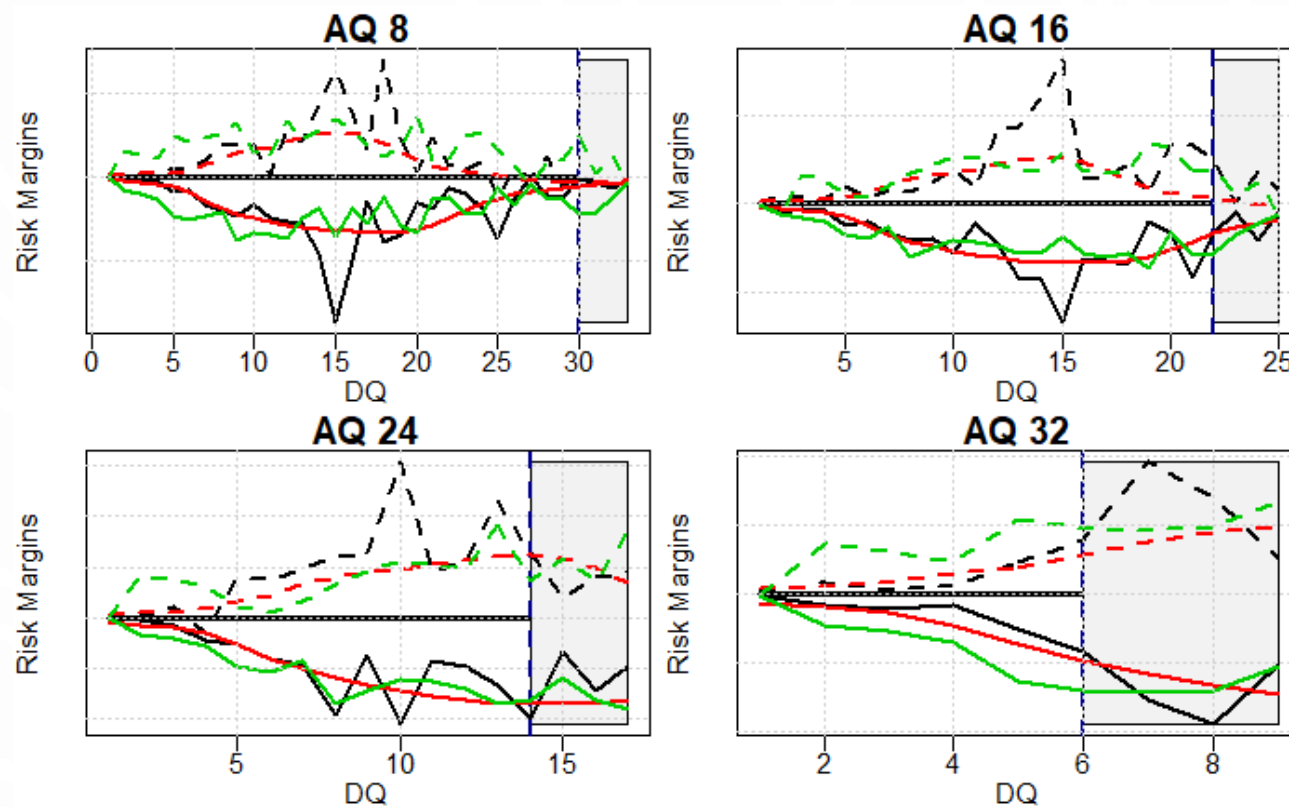 AQ 8
Risk Margins
0 5 10 15 20 25 30
DQ
AQ 16
Risk Margins
5 10 15 20 25
DQ
AQ 24
Risk Margins
5 10 15
DQ
AQ 32
Risk Margins
2 4 6 8
DQ